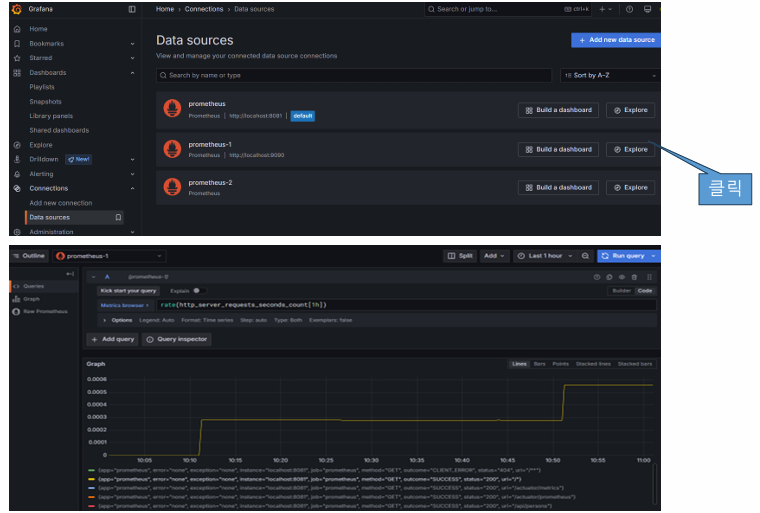 Grafana
Home > Connections > Data sources
Search or jump to...
ctrl+k
Home
Bookmarks
Starred
Dashboards
Playlists
Snapshots
Library panels
Shared dashboards
Explore
Drilldown New!
Alerting
Connections
Add new connection
Data sources
Administration
Data sources
+ Add new data source
View and manage your connected data source connections
Search by name or type
Sort by A-Z
prometheus
Prometheus | http://localhost:8081 | default
Build a dashboard
Explore
prometheus-1
Prometheus | http://localhost:9090
Build a dashboard
Explore
prometheus-2
Prometheus
Build a dashboard
Explore
클릭
Outline
prometheus-1
Split
Add
Last 1 hour
Run query
Queries
Graph
Raw Prometheus
A
Kick start your query
Explain
Builder
Code
Metrics browser >
rate(http_server_requests_seconds_count[1h])
> Options Legend: Auto Format: Time series Step: auto Type: Both Exemplars: false
+ Add query
Query inspector
Graph
Lines Bars Points Stacked lines Stacked bars
0.0006
0.0005
0.0004
0.0003
0.0002
0.0001
0
10:05 10:10 10:15 10:20 10:25 10:30 10:35 10:40 10:45 10:50 10:55 11:00
{app="prometheus", error="none", exception="none", instance="localhost:8081", job="prometheus", method="GET", outcome="CLIENT_ERROR", status="404", uri="/**"}
{app="prometheus", error="none", exception="none", instance="localhost:8081", job="prometheus", method="GET", outcome="SUCCESS", status="200", uri="/"}
{app="prometheus", error="none", exception="none", instance="localhost:8081", job="prometheus", method="GET", outcome="SUCCESS", status="200", uri="/actuator/metrics"}
{app="prometheus", error="none", exception="none", instance="localhost:8081", job="prometheus", method="GET", outcome="SUCCESS", status="200", uri="/actuator/prometheus"}
{app="prometheus", error="none", exception="none", instance="localhost:8081", job="prometheus", method="GET", outcome="SUCCESS", status="200", uri="/api/persons"}